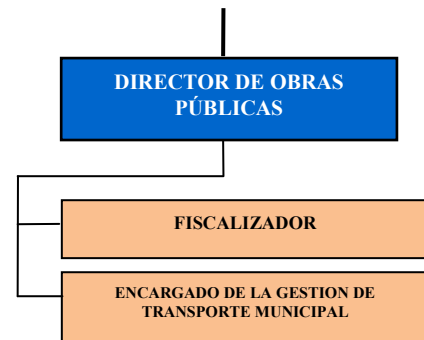 DIRECTOR DE OBRAS
PÚBLICAS
FISCALIZADOR
ENCARGADO DE LA GESTION DE
TRANSPORTE MUNICIPAL